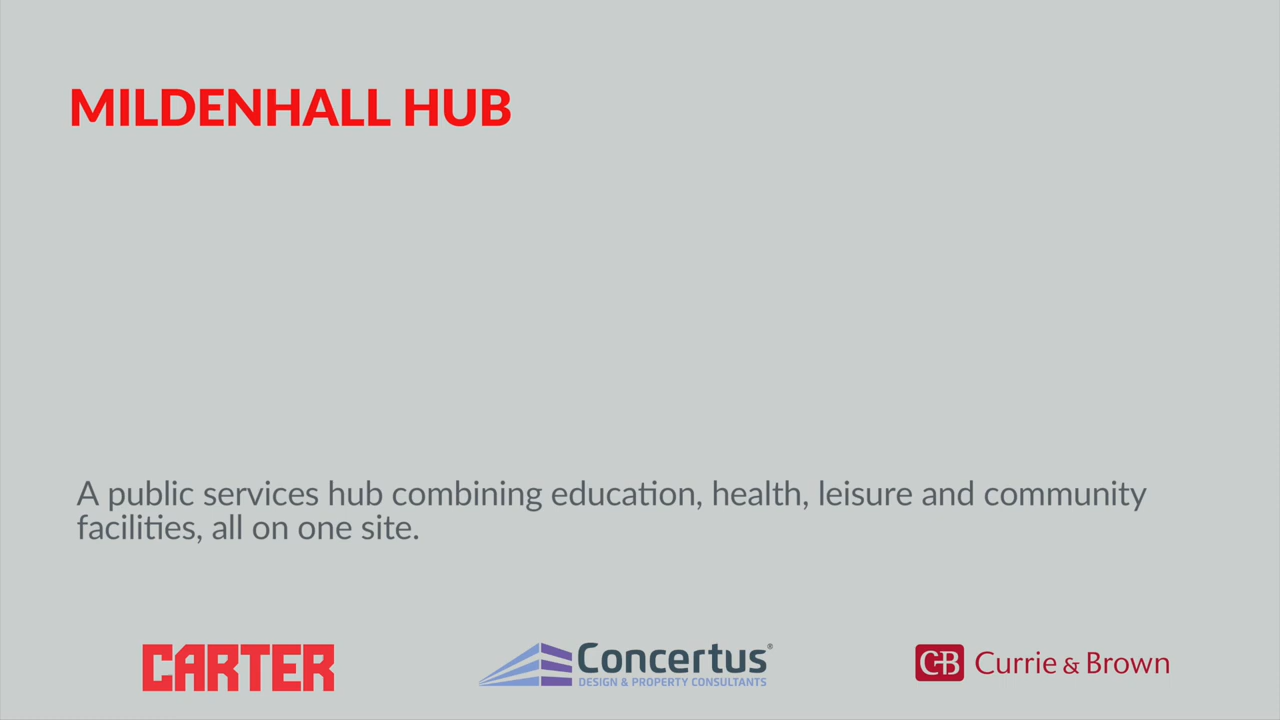 MILDENHALL HUB
A public services hub combining education, health, leisure and community
facilities, all on one site.
CARTER
Concertus®
DESIGN & PROPERTY CONSULTANTS
CB Currie & Brown